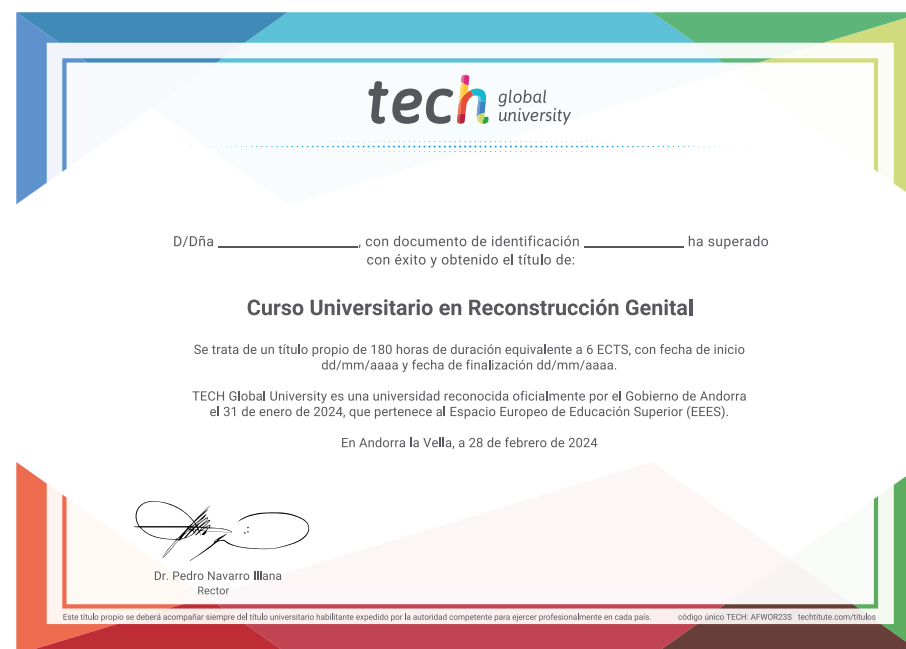 tech global university
D/Dña ______________, con documento de identificación __________ ha superado
con éxito y obtenido el título de:
Curso Universitario en Reconstrucción Genital
Se trata de un título propio de 180 horas de duración equivalente a 6 ECTS, con fecha de inicio
dd/mm/aaaa y fecha de finalización dd/mm/aaaa.
TECH Global University es una universidad reconocida oficialmente por el Gobierno de Andorra
el 31 de enero de 2024, que pertenece al Espacio Europeo de Educación Superior (EEES).
En Andorra la Vella, a 28 de febrero de 2024
Dr. Pedro Navarro Illana
Rector
Este título propio se deberá acompañar siempre del título universitario habilitante expedido por la autoridad competente para ejercer profesionalmente en cada país. código único TECH: AFWOR23S techtitute.com/titulos